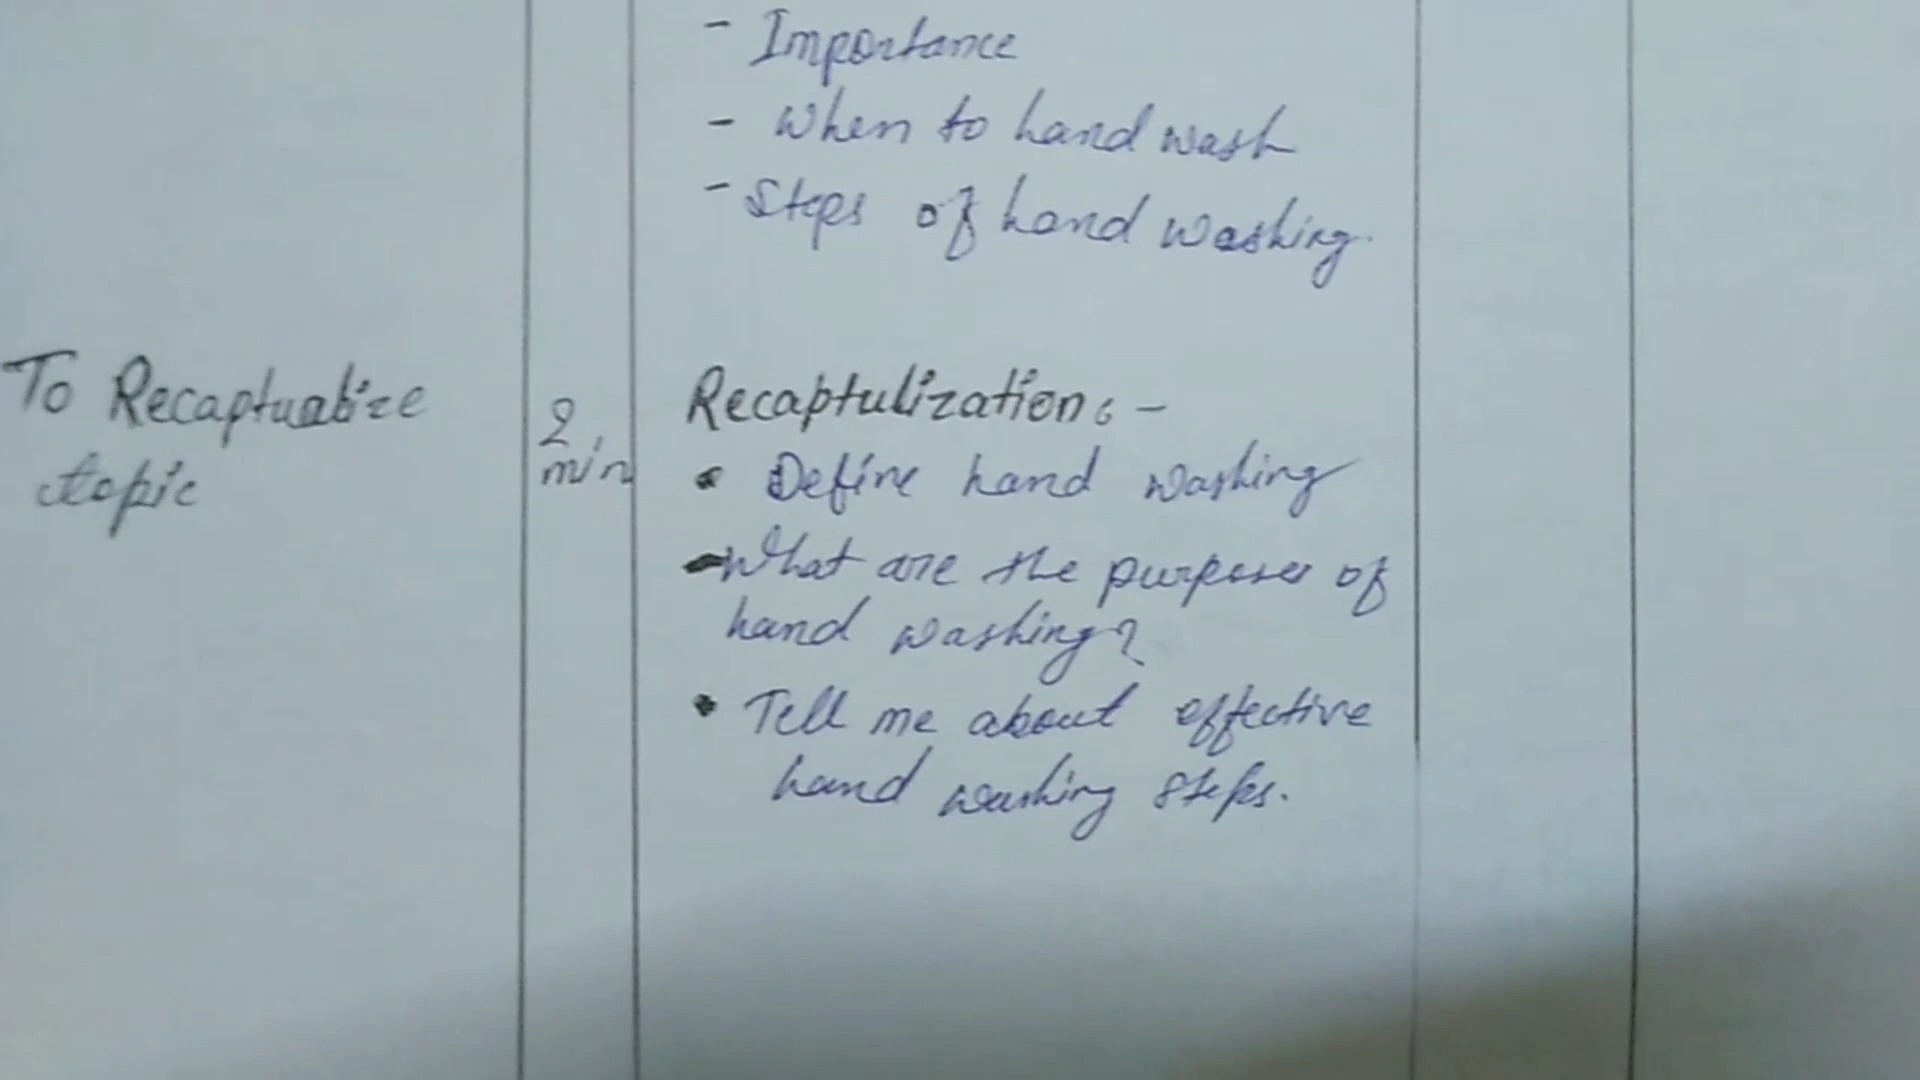 - Importance
- When to hand wash
- Steps of hand washing.
To Recaptualize
topic
2
min
Recaptulization: -
• Define hand washing
- What are the purposes of
hand washing?
• Tell me about effective
hand washing steps.